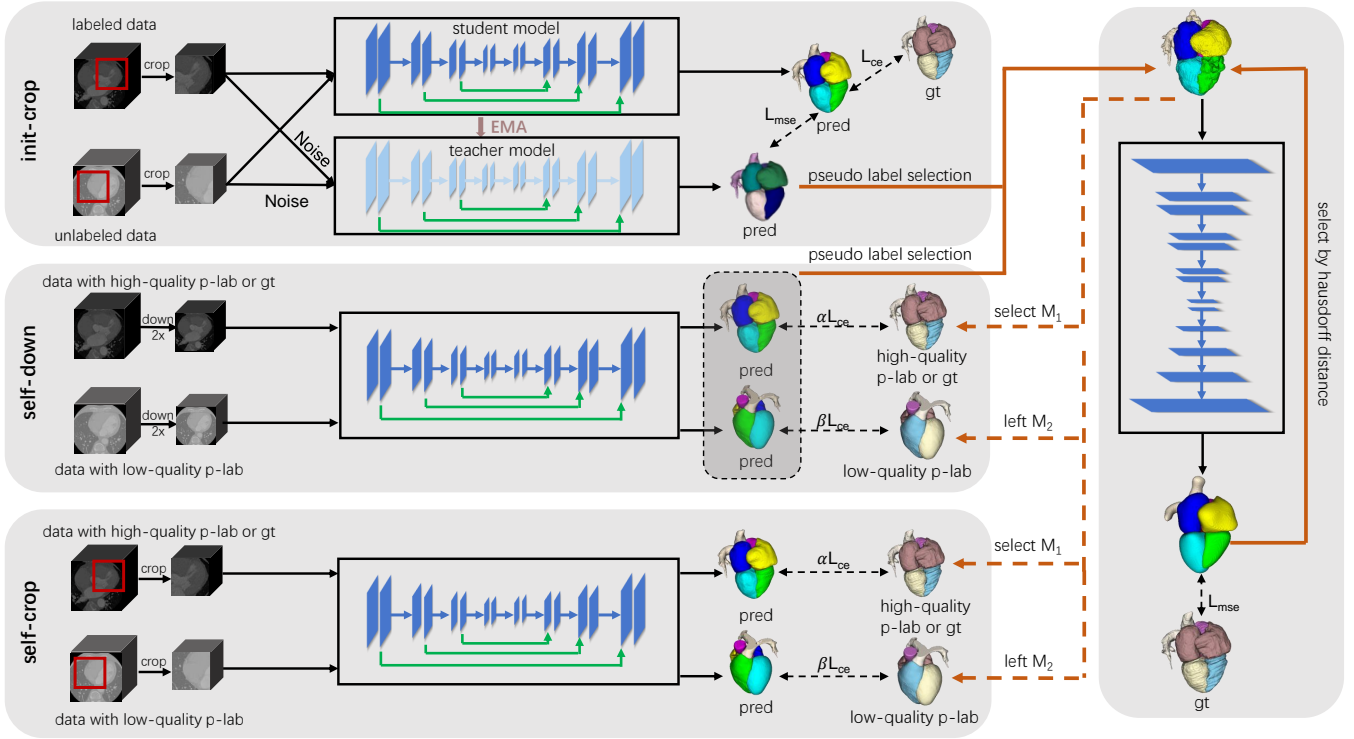 init-crop
labeled data
crop
unlabeled data
crop
Noise
Noise
student model
EMA
teacher model
pred
L_ce
gt
L_mse
pred
pseudo label selection
self-down
data with high-quality p-lab or gt
down
2x
down
2x
data with low-quality p-lab
pseudo label selection
pred
αL_ce
high-quality
p-lab or gt
select M_1
pred
βL_ce
low-quality p-lab
left M_2
self-crop
data with high-quality p-lab or gt
crop
crop
data with low-quality p-lab
pred
αL_ce
high-quality
p-lab or gt
select M_1
pred
βL_ce
low-quality p-lab
left M_2
select by hausdorff
distance
L_mse
gt